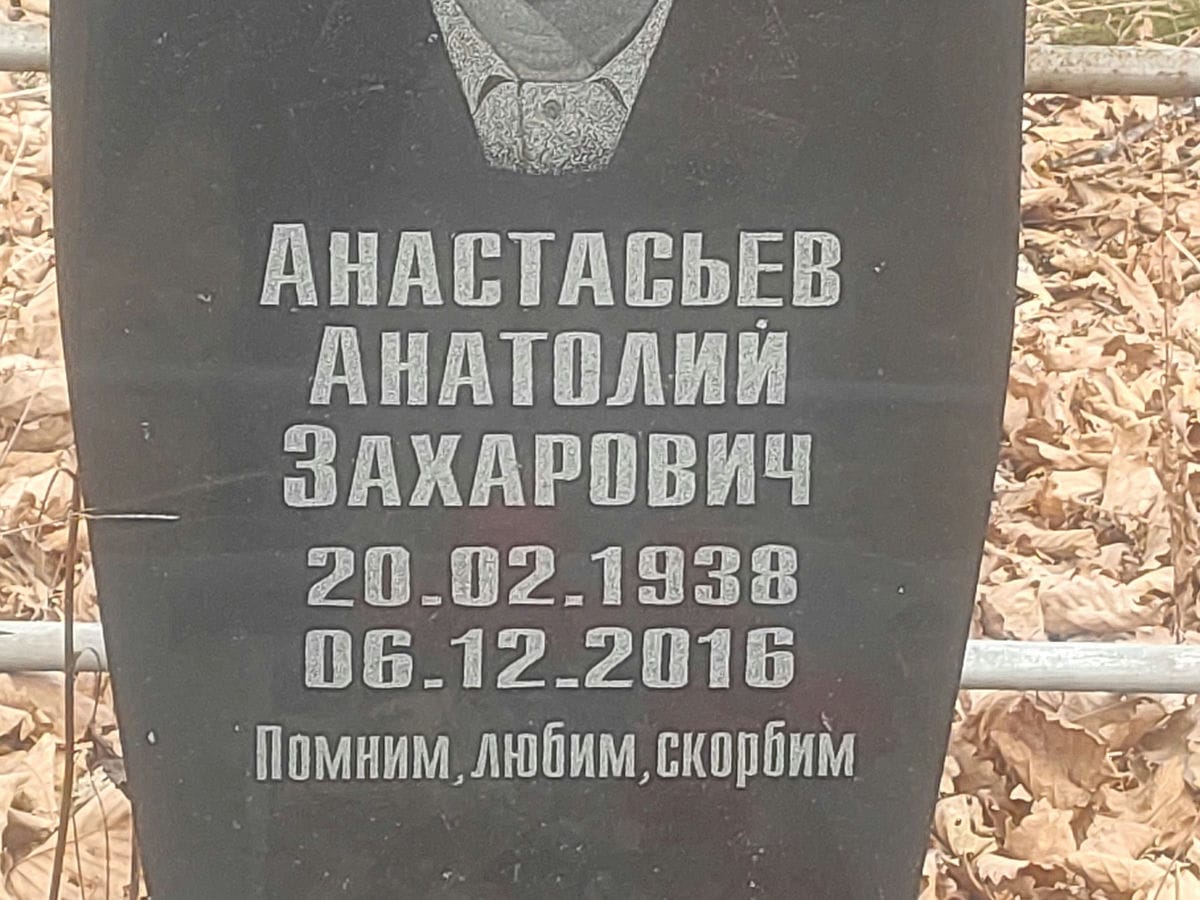 Анастасьев
Анатолий
Захарович
20.02.1938
06.12.2016
Помним, любим, скорбим